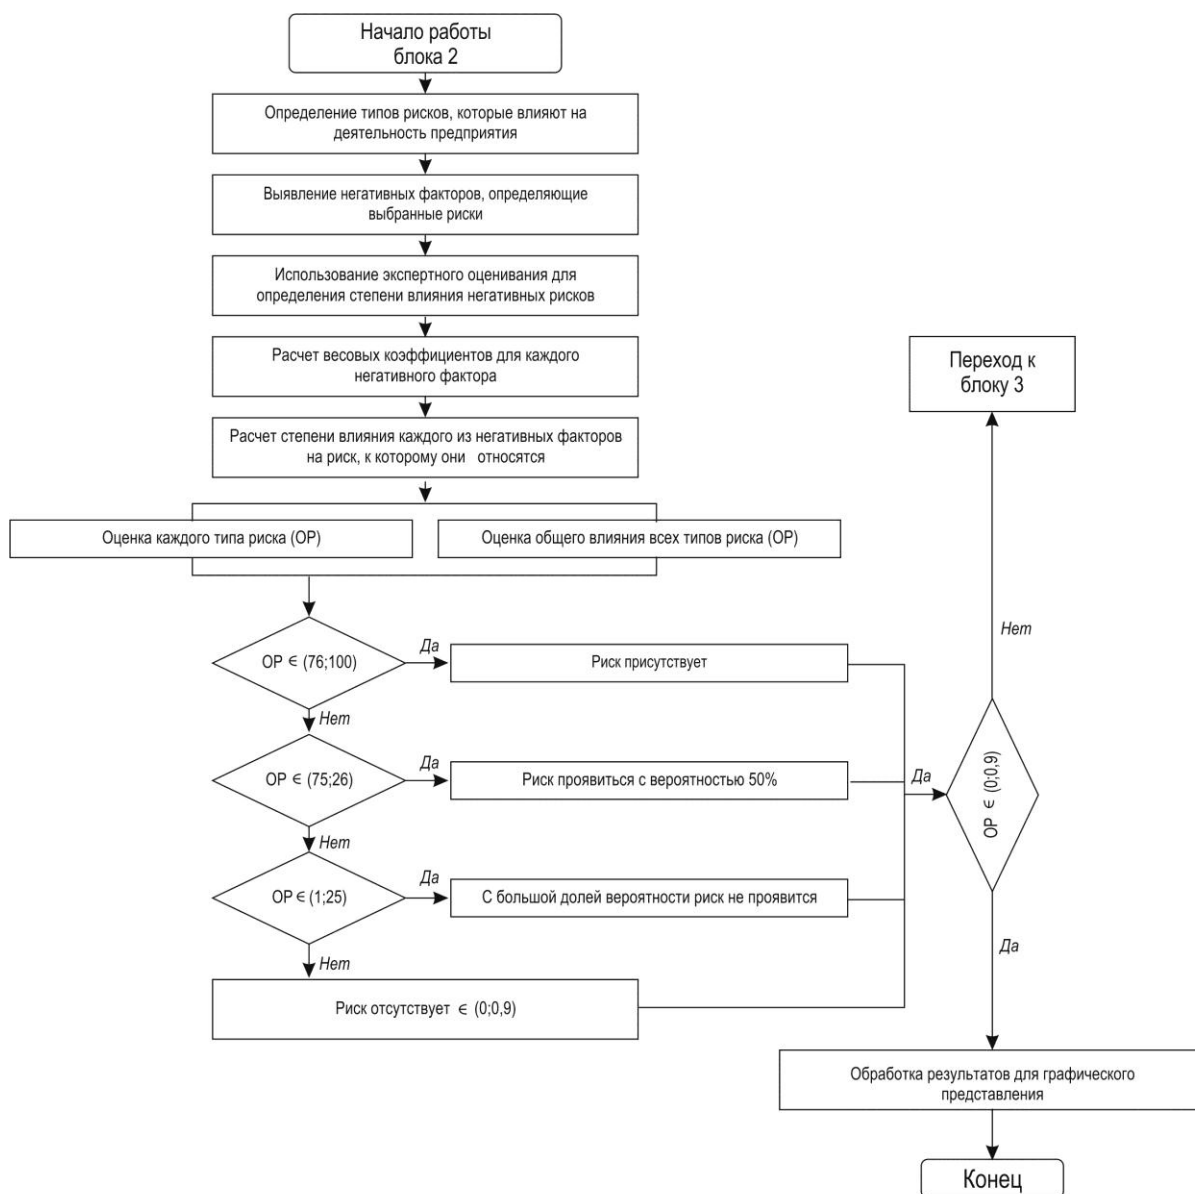 Начало работы
блока 2
Определение типов рисков, которые влияют на
деятельность предприятия
Выявление негативных факторов, определяющие
выбранные риски
Использование экспертного оценивания для
определения степени влияния негативных рисков
Расчет весовых коэффициентов для каждого
негативного фактора
Расчет степени влияния каждого из негативных факторов
на риск, к которому они относятся
Оценка каждого типа риска (ОР)
Оценка общего влияния всех типов риска (ОР)
ОР ∈ (76;100)
Да
Риск присутствует
Нет
ОР ∈ (75;26)
Да
Риск проявиться с вероятностью 50%
Нет
ОР ∈ (1;25)
Да
С большой долей вероятности риск не проявится
Нет
Риск отсутствует ∈ (0;0,9)
Да
ОР ∈ (0;0,9)
Нет
Переход к
блоку 3
Да
Обработка результатов для графического
представления
Конец